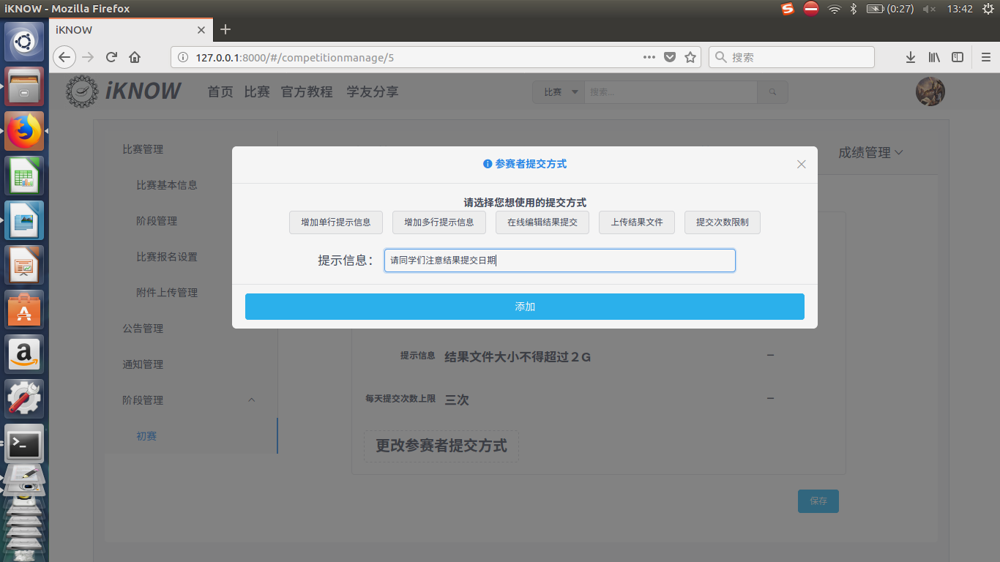 iKNOW - Mozilla Firefox
(0:27)
13:42
iKNOW
127.0.0.1:8000/#/competitionmanage/5
搜索
iKNOW
首页 比赛 官方教程 学友分享
比赛
搜索...
比赛管理
成绩管理
比赛基本信息
阶段管理
比赛报名设置
附件上传管理
公告管理
通知管理
阶段管理
初赛
参赛者提交方式
请选择您想使用的提交方式
增加单行提示信息 增加多行提示信息 在线编辑结果提交 上传结果文件 提交次数限制
提示信息：
请同学们注意结果提交日期
添加
提示信息 结果文件大小不得超过２G
每天提交次数上限 三次
更改参赛者提交方式
保存